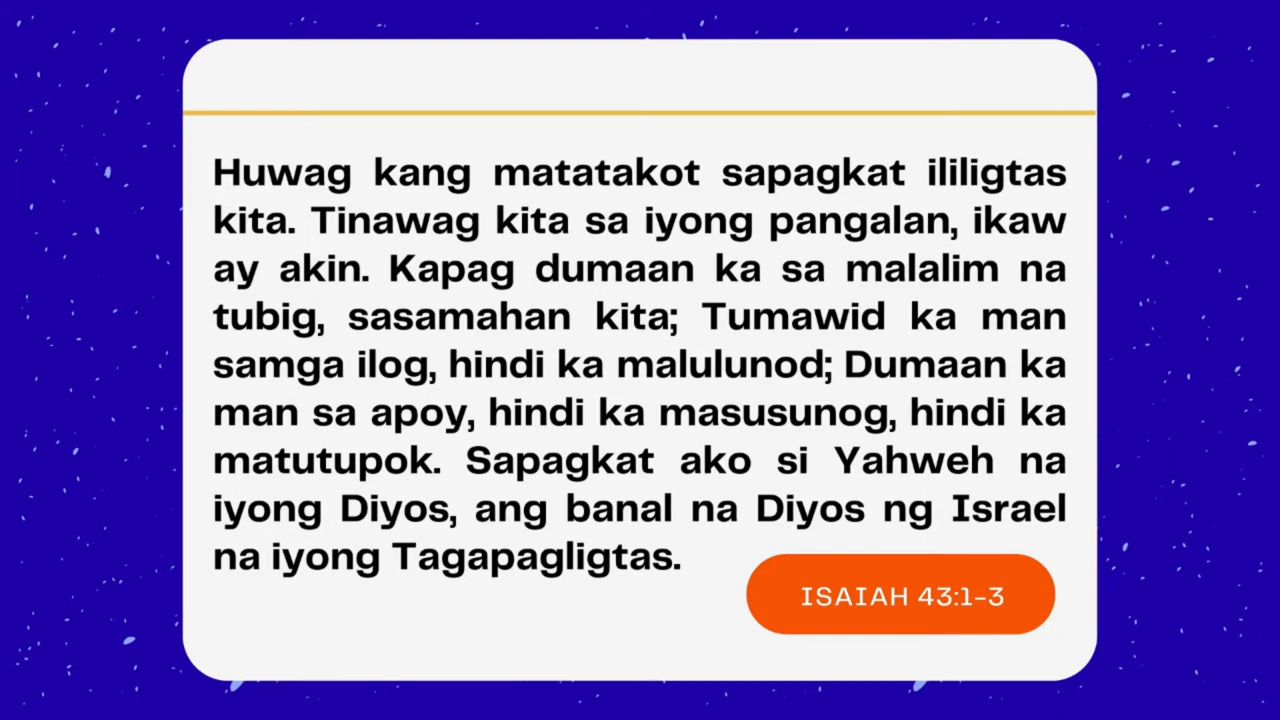 Huwag kang matatakot sapagkat ililigtas
kita. Tinawag kita sa iyong pangalan, ikaw
ay akin. Kapag dumaan ka sa malalim na
tubig, sasamahan kita; Tumawid ka man
samga ilog, hindi ka malulunod; Dumaan ka
man sa apoy, hindi ka masusunog, hindi ka
matutupok. Sapagkat ako si Yahweh na
iyong Diyos, ang banal na Diyos ng Israel
na iyong Tagapagligtas.
ISAIAH 43:1-3